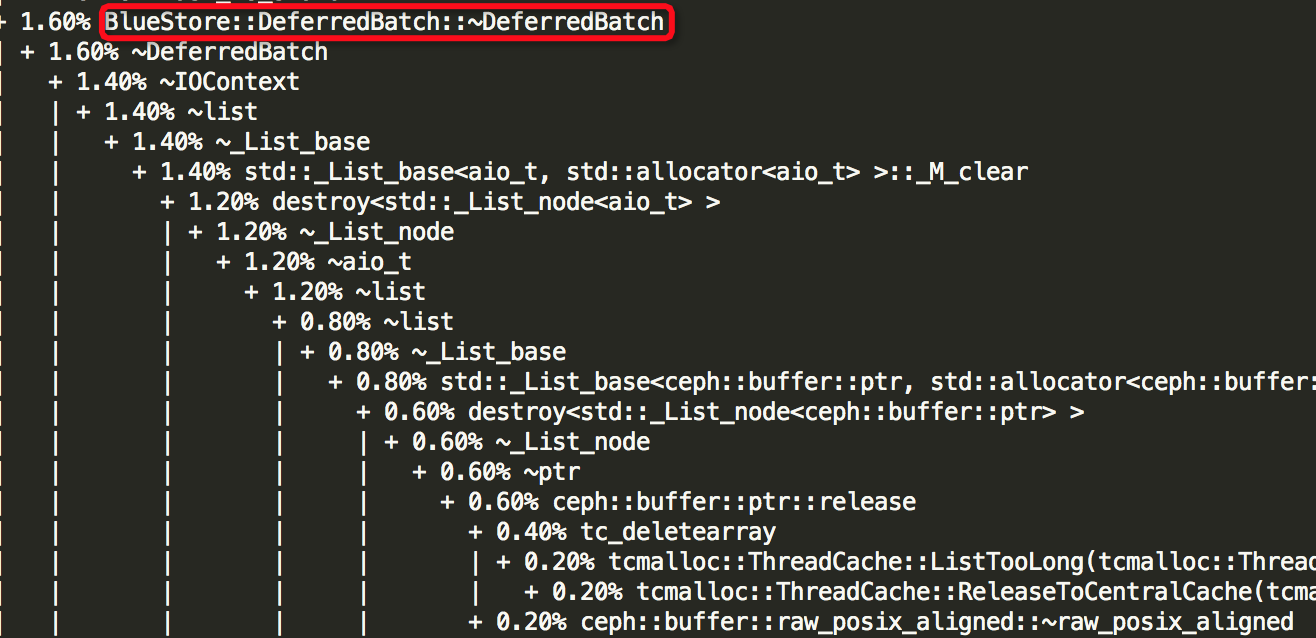 + 1.60% BlueStore::DeferredBatch::~DeferredBatch
| + 1.60% ~DeferredBatch
| | + 1.40% ~IOContext
| | | + 1.40% ~list
| | + 1.40% ~_List_base
| | + 1.40% std::_List_base<aio_t, std::allocator<aio_t> >::_M_clear
| | + 1.20% destroy<std::_List_node<aio_t> >
| | | + 1.20% ~_List_node
| | | + 1.20% ~aio_t
| | | + 1.20% ~list
| | | + 0.80% ~list
| | | | + 0.80% ~_List_base
| | | | + 0.80% std::_List_base<ceph::buffer::ptr, std::allocator<ceph::buffer:
| | | | + 0.60% destroy<std::_List_node<ceph::buffer::ptr> >
| | | | | + 0.60% ~_List_node
| | | | | + 0.60% ~ptr
| | | | | + 0.60% ceph::buffer::ptr::release
| | | | | + 0.40% tc_deletearray
| | | | | | + 0.20% tcmalloc::ThreadCache::ListTooLong(tcmalloc::Thread
| | | | | | + 0.20% tcmalloc::ThreadCache::ReleaseToCentralCache(tcma
| | | | | + 0.20% ceph::buffer::raw_posix_aligned::~raw_posix_aligned